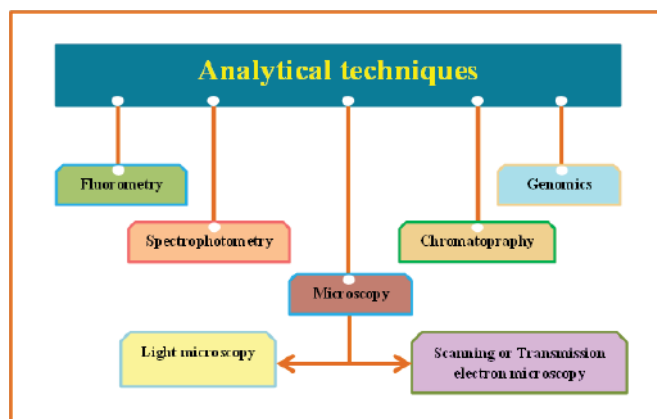 Analytical techniques
Fluorometry
Genomics
Spectrophotometry
Chromatopraphy
Microscopy
Light microscopy
Scanning or Transmission
electron microscopy